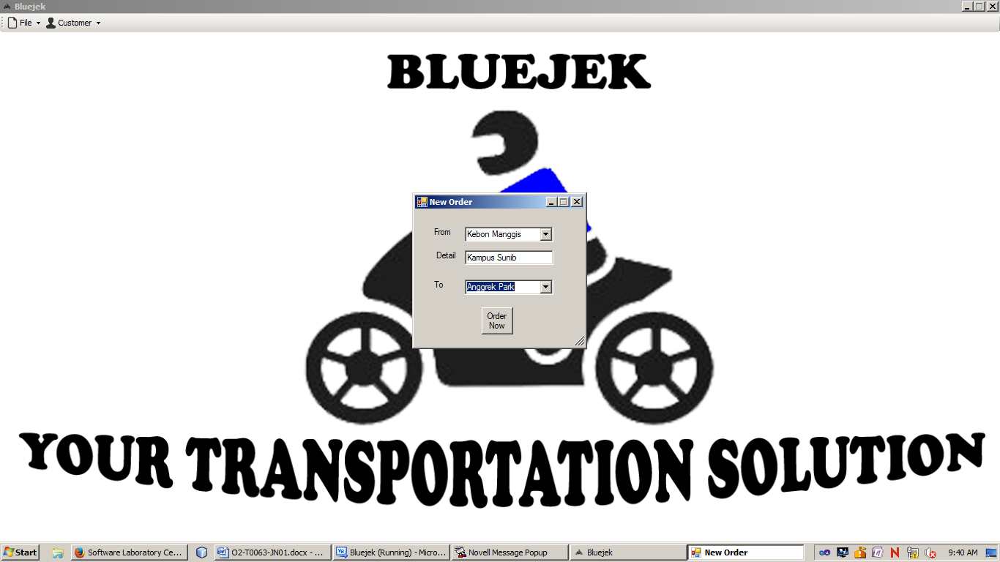 Bluejek
File Customer
BLUEJEK
New Order
From Kebon Manggis
Detail Kampus Sunib
To Anggrek Park
Order
Now
YOUR TRANSPORTATION SOLUTION
Start Software Laboratory Ce... O2-T0063-JN01.docx - ... Bluejek (Running) - Micro... Novell Message Popup Bluejek New Order 9:40 AM